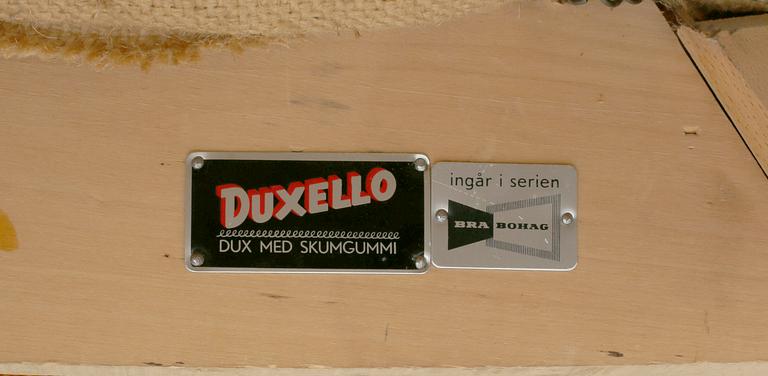 DUXELLO
DUX MED SKUMGUMMI
ingår i serien
BRA BOHAG